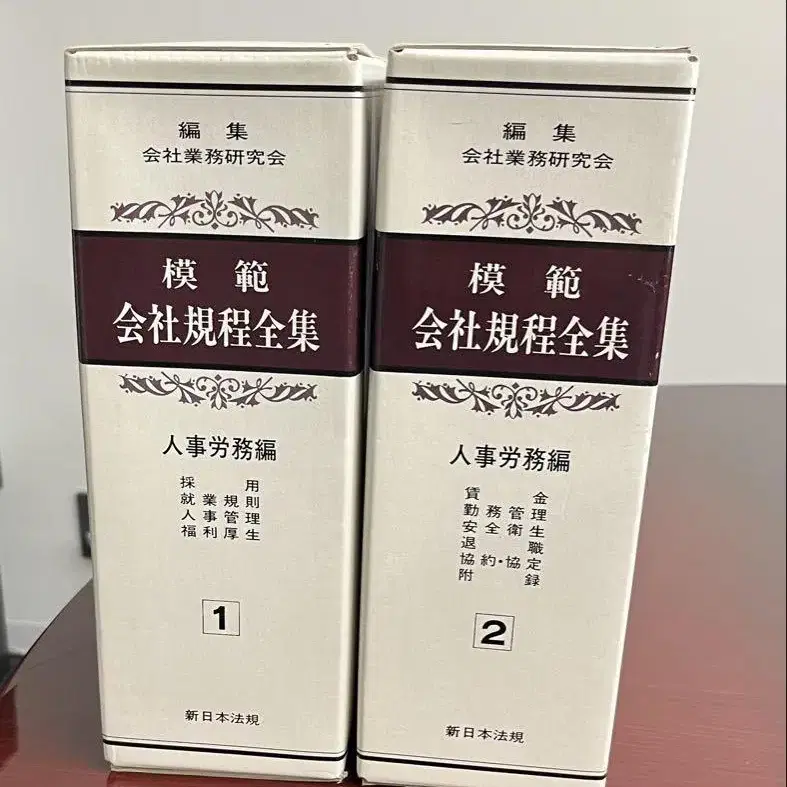 編 集
会社業務研究会
模 範
会社規程全集
人事労務編
採 用
就業規則
人事管理
福利厚生
1
新日本法規
編 集
会社業務研究会
模 範
会社規程全集
人事労務編
賃 金
勤務管理
安全衛生
退 職
協約・協定
附 録
2
新日本法規